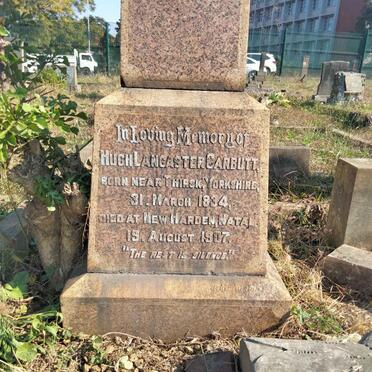 In Loving Memory of
HUGH LANCASTER CARBUTT.
BORN NEAR THIRSK, YORKSHIRE,
31. MARCH 1834.
DIED AT NEW HARDEN, NATAL
15 AUGUST 1907.
"THE REST IS SILENCE."